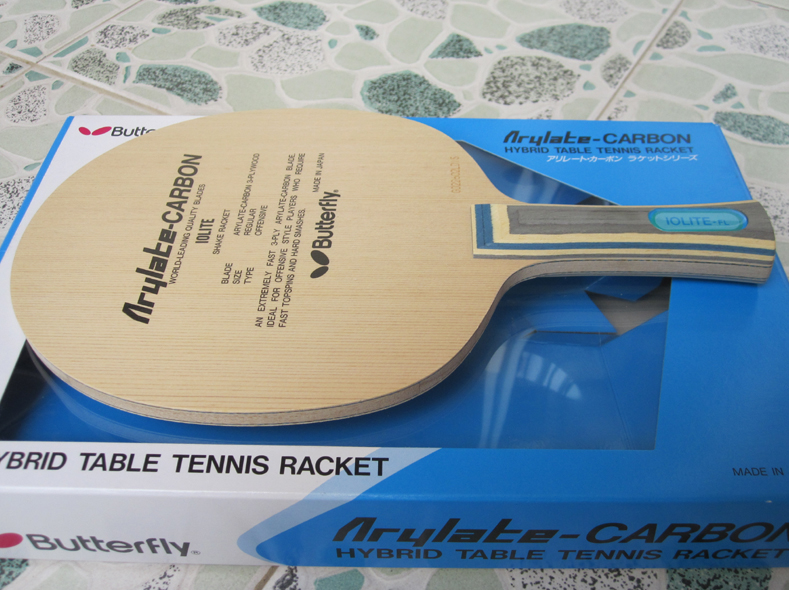 Butterfly
Arylate-CARBON
HYBRID TABLE TENNIS RACKET
アリレート・カーボン ラケットシリーズ
Arylate-CARBON
WORLD-LEADING QUALITY BLADES
IOLITE
SHAKE RACKET
BLADE ARYLATE-CARBON 3-PLYWOOD
SIZE REGULAR
TYPE OFFENSIVE
AN EXTREMELY FAST 3-PLY ARYLATE-CARBON BLADE.
IDEAL FOR OFFENSIVE STYLE PLAYERS WHO REQUIRE
FAST TOPSPINS AND HARD SMASHES.
MADE IN JAPAN
Butterfly®
IOLITE-FL
YBRID TABLE TENNIS RACKET
MADE IN
Butterfly®
Arylate-CARBON
HYBRID TABLE TENNIS RACKET